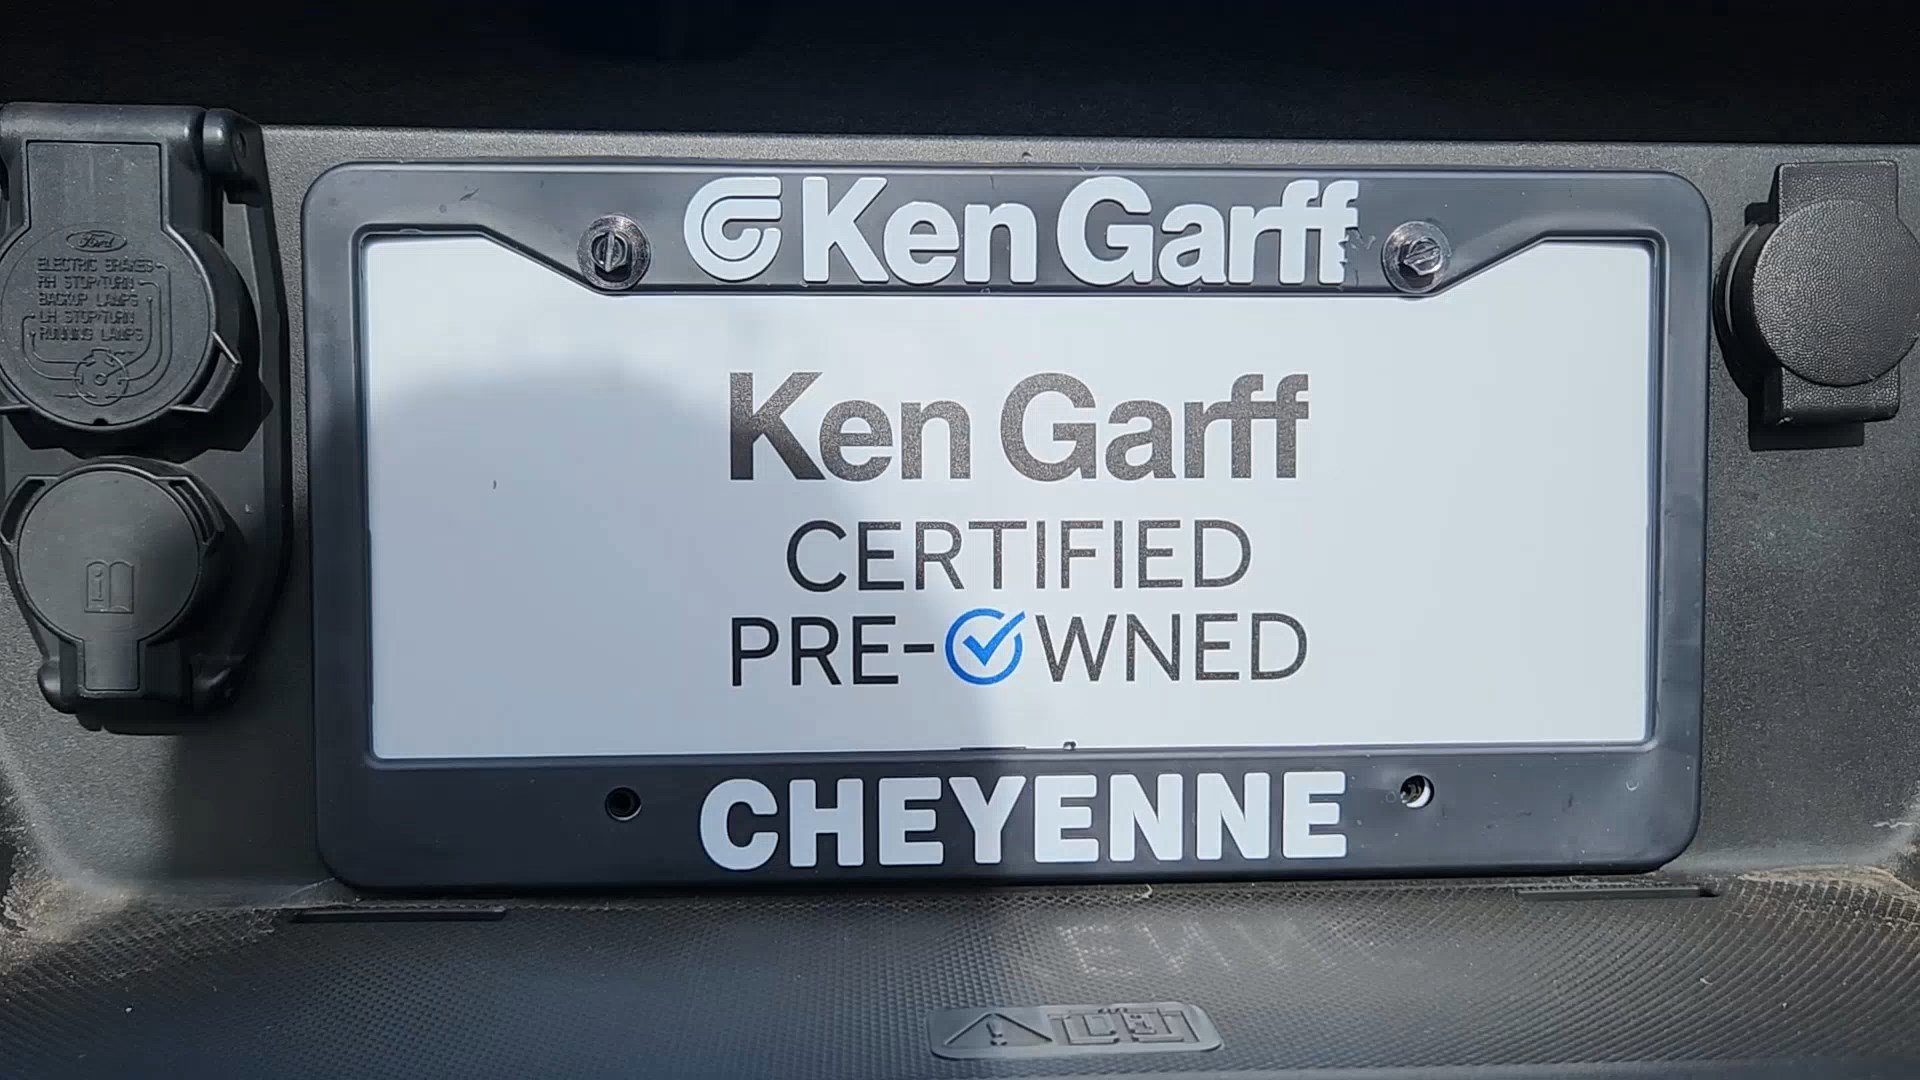 Ken Garff
Ford
ELECTRIC BRAKES
RH STOP/TURN
BACKUP LAMPS
LH STOP/TURN
RUNNING LAMPS
Ken Garff
CERTIFIED
PRE-OWNED
CHEYENNE